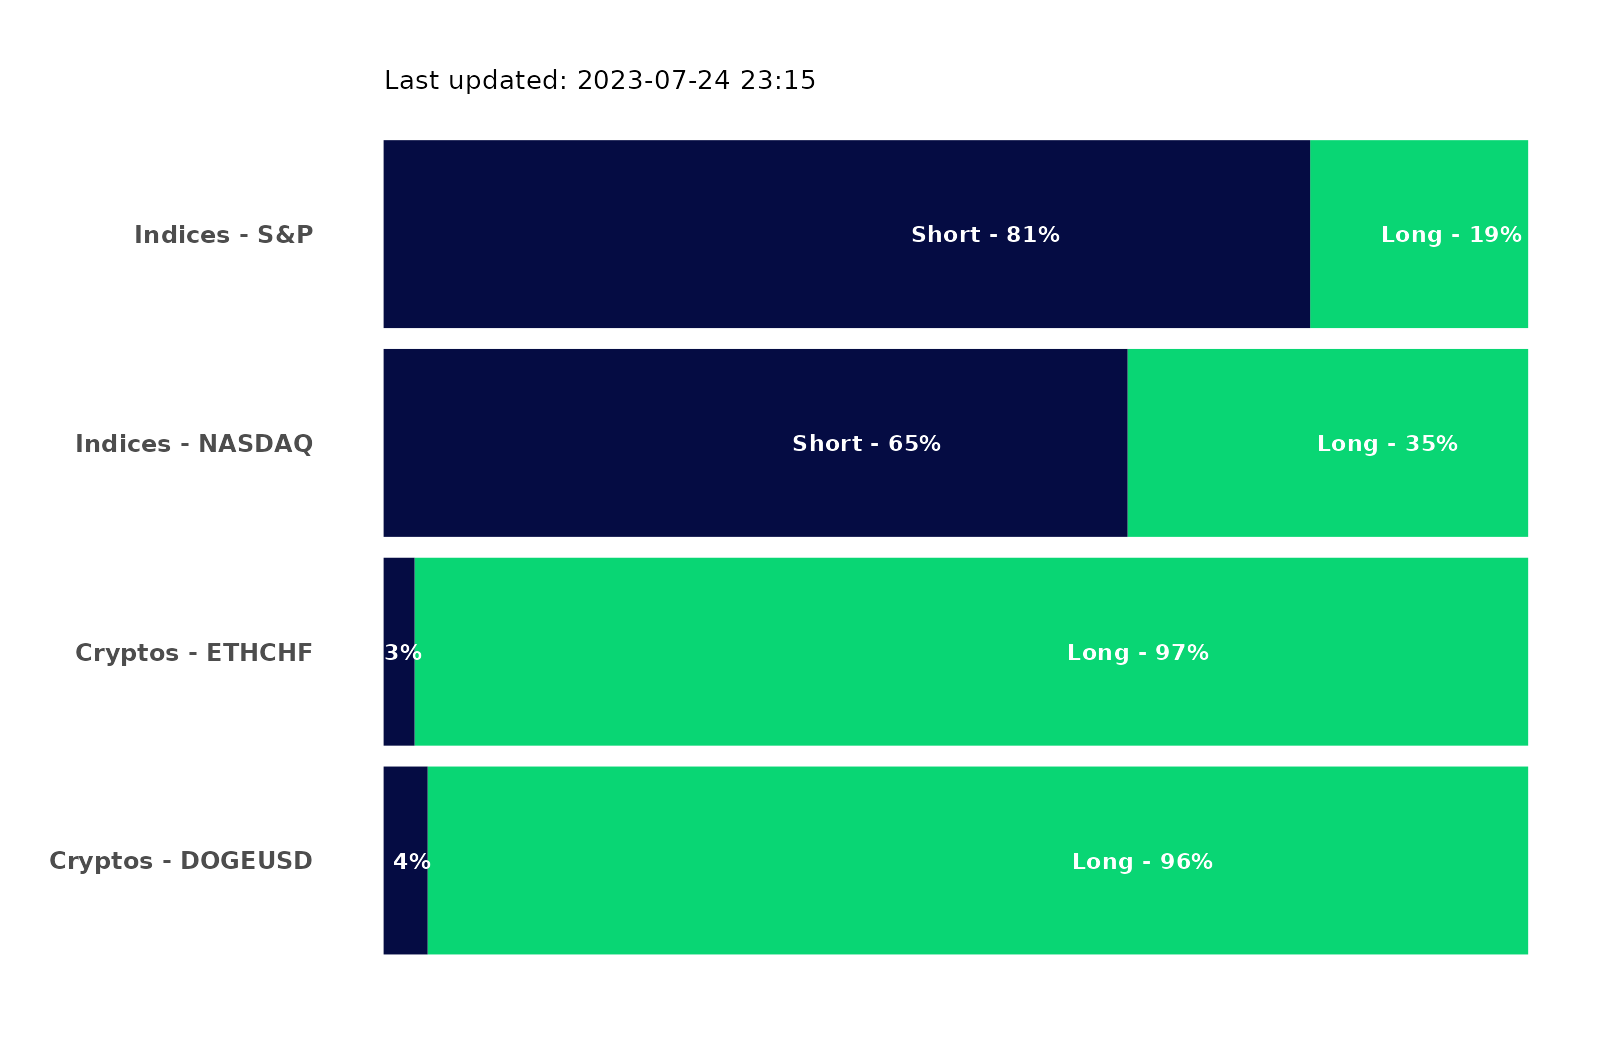 Last updated: 2023-07-24 23:15
Indices - S&P
Short - 81%
Long - 19%
Indices - NASDAQ
Short - 65%
Long - 35%
Cryptos - ETHCHF
3%
Long - 97%
Cryptos - DOGEUSD
4%
Long - 96%